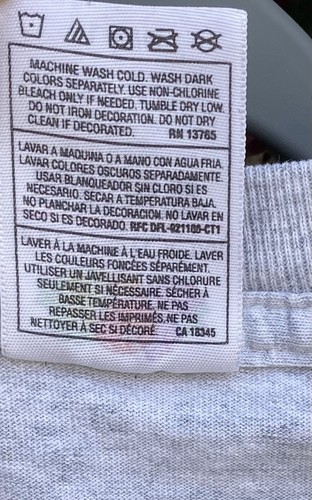 MACHINE WASH COLD. WASH DARK
COLORS SEPARATELY. USE NON-CHLORINE
BLEACH ONLY IF NEEDED. TUMBLE DRY LOW.
DO NOT IRON DECORATION. DO NOT DRY
CLEAN IF DECORATED. RN 13765
LAVAR A MAQUINA O A MANO CON AGUA FRIA.
LAVAR COLORES OSCUROS SEPARADAMENTE.
USAR BLANQUEADOR SIN CLORO SI ES
NECESARIO. SECAR A TEMPERATURA BAJA.
NO PLANCHAR LA DECORACION. NO LAVAR EN
SECO SI ES DECORADO. RFC DFL-921105-CT1
LAVER À LA MACHINE À L'EAU FROIDE. LAVER
LES COULEURS FONCÉES SÉPARÉMENT.
UTILISER UN JAVELLISANT SANS CHLORURE
SEULEMENT SI NÉCESSAIRE. SÉCHER À
BASSE TEMPÉRATURE. NE PAS
REPASSER LES IMPRIMÉS. NE PAS
NETTOYER À SEC SI DÉCORÉ. CA 18345